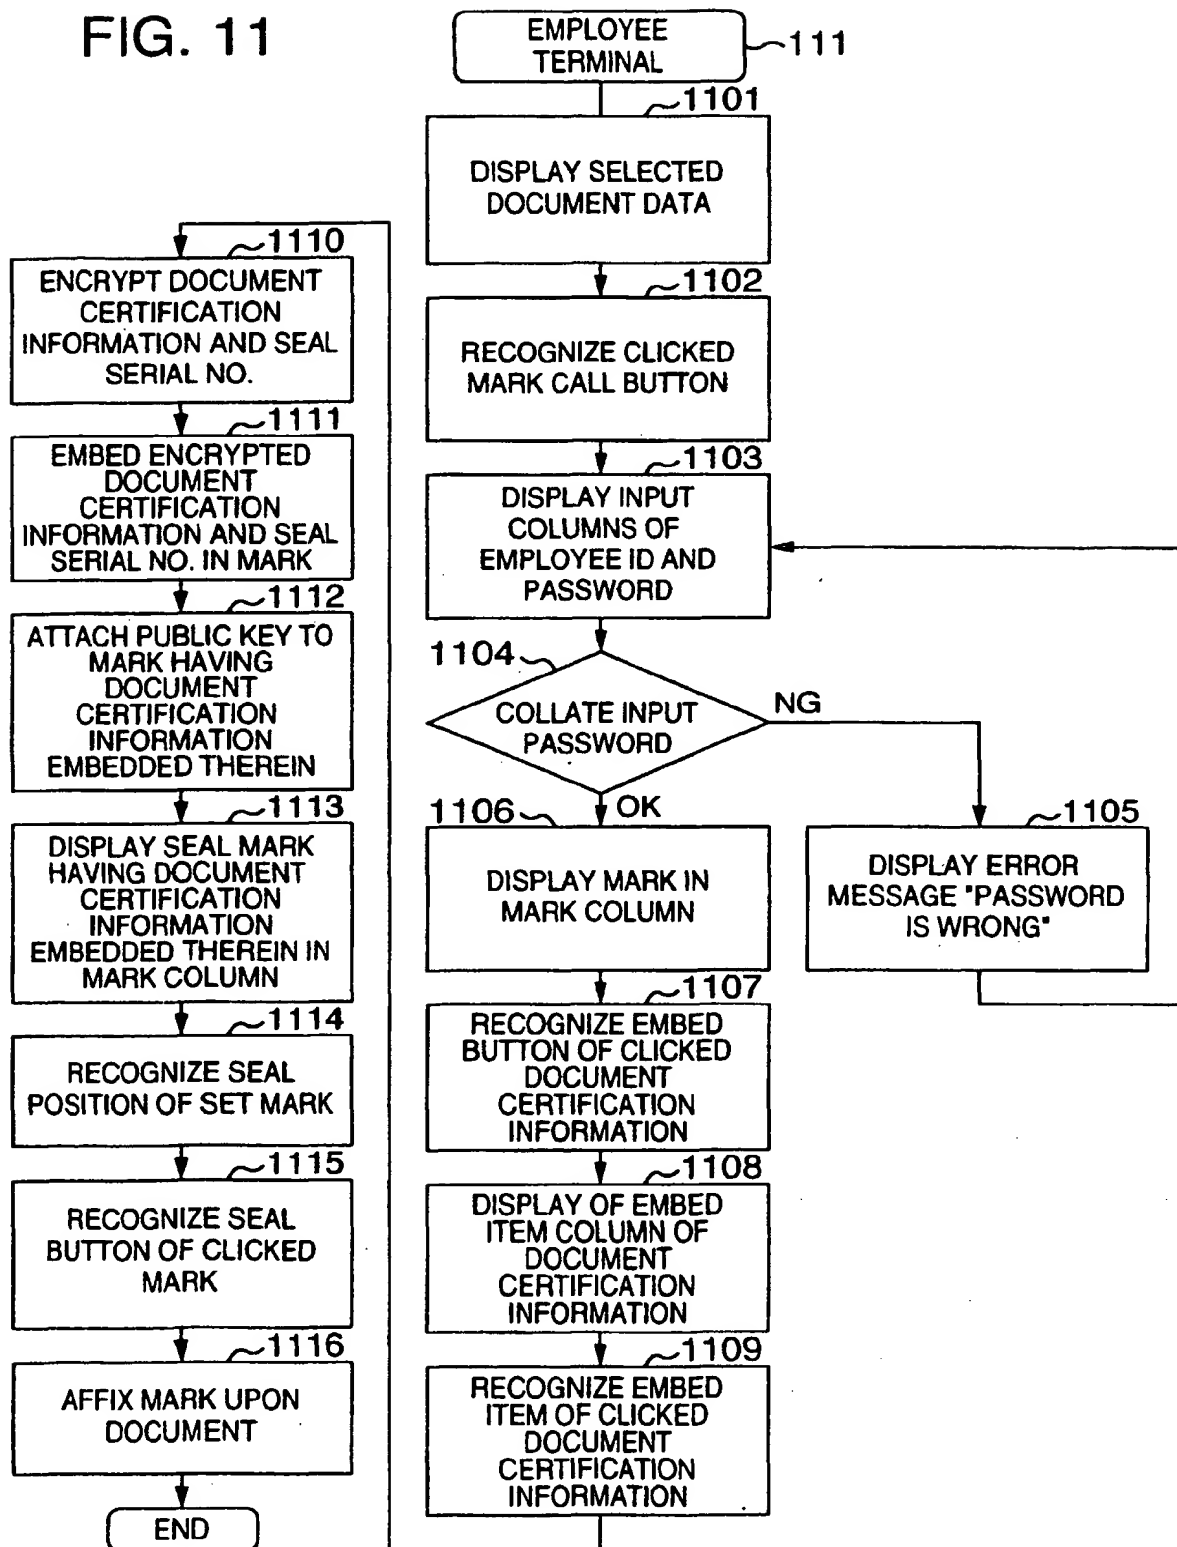 FIG. 11
EMPLOYEE
TERMINAL
111
1101
DISPLAY SELECTED
DOCUMENT DATA
1102
RECOGNIZE CLICKED
MARK CALL BUTTON
1103
DISPLAY INPUT
COLUMNS OF
EMPLOYEE ID AND
PASSWORD
1104
COLLATE INPUT
PASSWORD
NG
OK
1105
DISPLAY ERROR
MESSAGE "PASSWORD
IS WRONG"
1106
DISPLAY MARK IN
MARK COLUMN
1107
RECOGNIZE EMBED
BUTTON OF CLICKED
DOCUMENT
CERTIFICATION
INFORMATION
1108
DISPLAY OF EMBED
ITEM COLUMN OF
DOCUMENT
CERTIFICATION
INFORMATION
1109
RECOGNIZE EMBED
ITEM OF CLICKED
DOCUMENT
CERTIFICATION
INFORMATION
1110
ENCRYPT DOCUMENT
CERTIFICATION
INFORMATION AND SEAL
SERIAL NO.
1111
EMBED ENCRYPTED
DOCUMENT
CERTIFICATION
INFORMATION AND SEAL
SERIAL NO. IN MARK
1112
ATTACH PUBLIC KEY TO
MARK HAVING
DOCUMENT
CERTIFICATION
INFORMATION
EMBEDDED THEREIN
1113
DISPLAY SEAL MARK
HAVING DOCUMENT
CERTIFICATION
INFORMATION
EMBEDDED THEREIN IN
MARK COLUMN
1114
RECOGNIZE SEAL
POSITION OF SET MARK
1115
RECOGNIZE SEAL
BUTTON OF CLICKED
MARK
1116
AFFIX MARK UPON
DOCUMENT
END